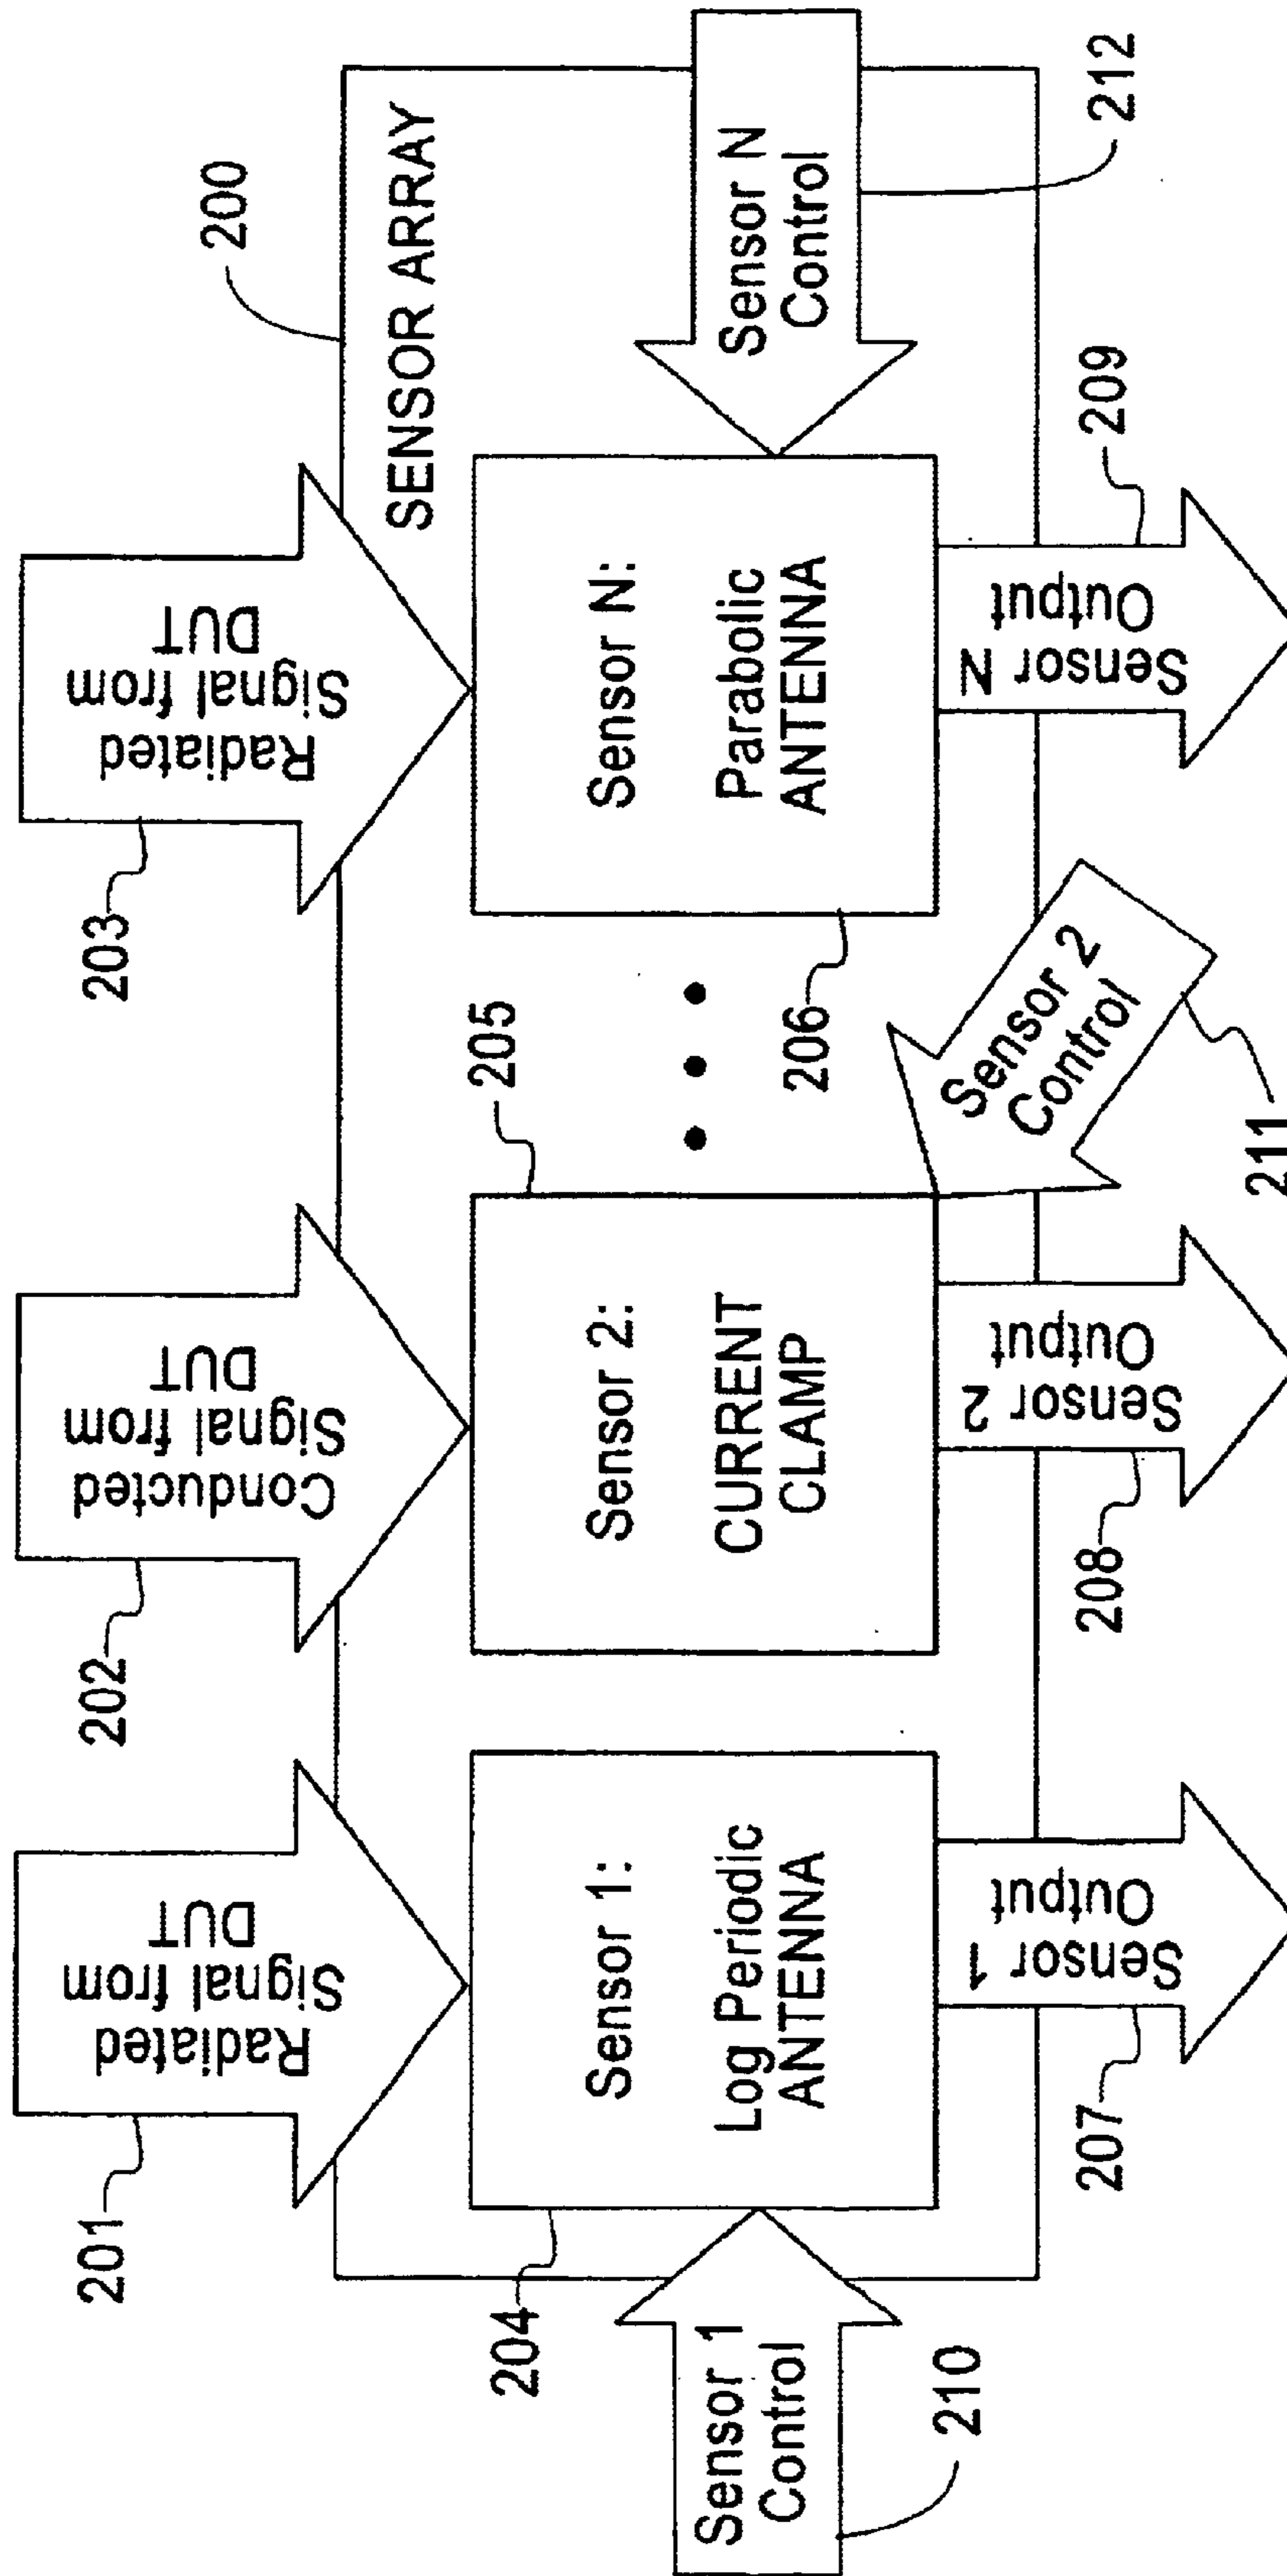 200
SENSOR ARRAY
201
Radiated
Signal from
DUT
202
Conducted
Signal from
DUT
203
Radiated
Signal from
DUT
204
Sensor 1:
Log Periodic
ANTENNA
205
Sensor 2:
CURRENT
CLAMP
206
Sensor N:
Parabolic
ANTENNA
Sensor 1
Control
210
Sensor 2
Control
211
Sensor N
Control
212
207
Sensor 1
Output
208
Sensor 2
Output
209
Sensor N
Output